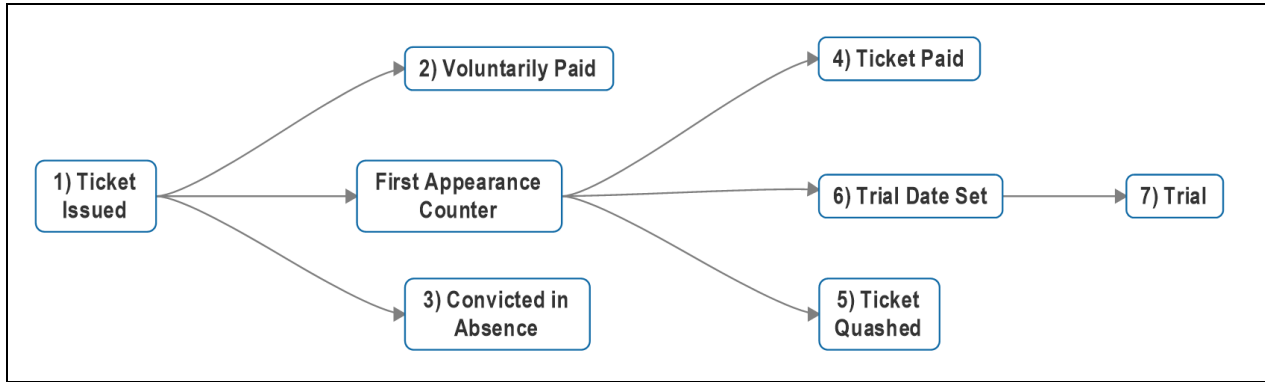 1) Ticket
Issued
2) Voluntarily Paid
First Appearance
Counter
3) Convicted in
Absence
4) Ticket Paid
6) Trial Date Set
5) Ticket
Quashed
7) Trial